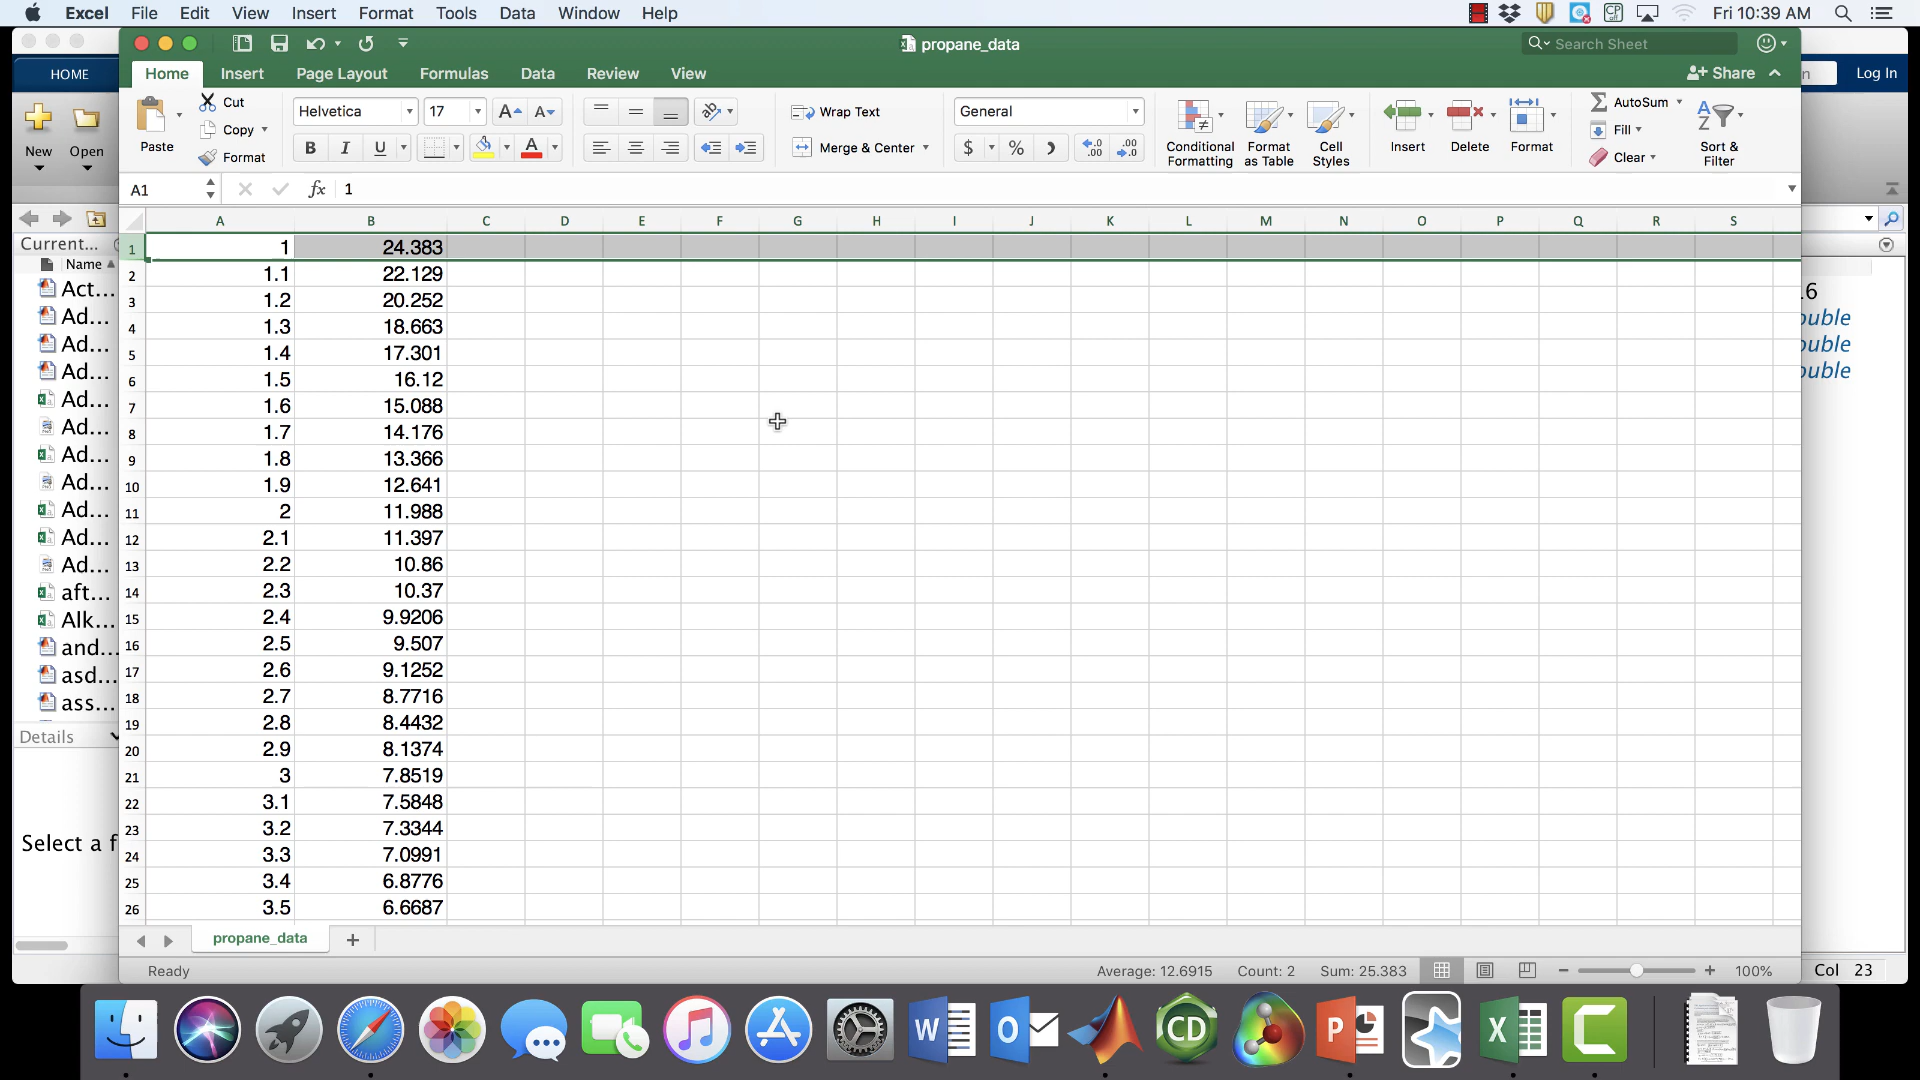 Excel File Edit View Insert Format Tools Data Window Help Fri 10:39 AM
propane_data
Search Sheet
HOME
Home Insert Page Layout Formulas Data Review View
Share
Log In
New
Open
Paste
Cut
Copy
Format
Helvetica 17
B I U
Wrap Text
Merge & Center
General
$ %
Conditional Formatting
Format as Table
Cell Styles
Insert
Delete
Format
AutoSum
Fill
Clear
Sort & Filter
A1 fx 1
A B C D E F G H I J K L M N O P Q R S
1 1 24.383
2 1.1 22.129
3 1.2 20.252
4 1.3 18.663
5 1.4 17.301
6 1.5 16.12
7 1.6 15.088
8 1.7 14.176
9 1.8 13.366
10 1.9 12.641
11 2 11.988
12 2.1 11.397
13 2.2 10.86
14 2.3 10.37
15 2.4 9.9206
16 2.5 9.507
17 2.6 9.1252
18 2.7 8.7716
19 2.8 8.4432
20 2.9 8.1374
21 3 7.8519
22 3.1 7.5848
23 3.2 7.3344
24 3.3 7.0991
25 3.4 6.8776
26 3.5 6.6687
Current...
Name
Act...
Ad...
Ad...
Ad...
Ad...
Ad...
Ad...
Ad...
Ad...
Ad...
Ad...
aft...
Alk...
and...
asd...
ass...
Details
Select a f
.6
ouble
ouble
ouble
propane_data
Ready Average: 12.6915 Count: 2 Sum: 25.383 100%
Col 23
W
O
CD
P
X
C